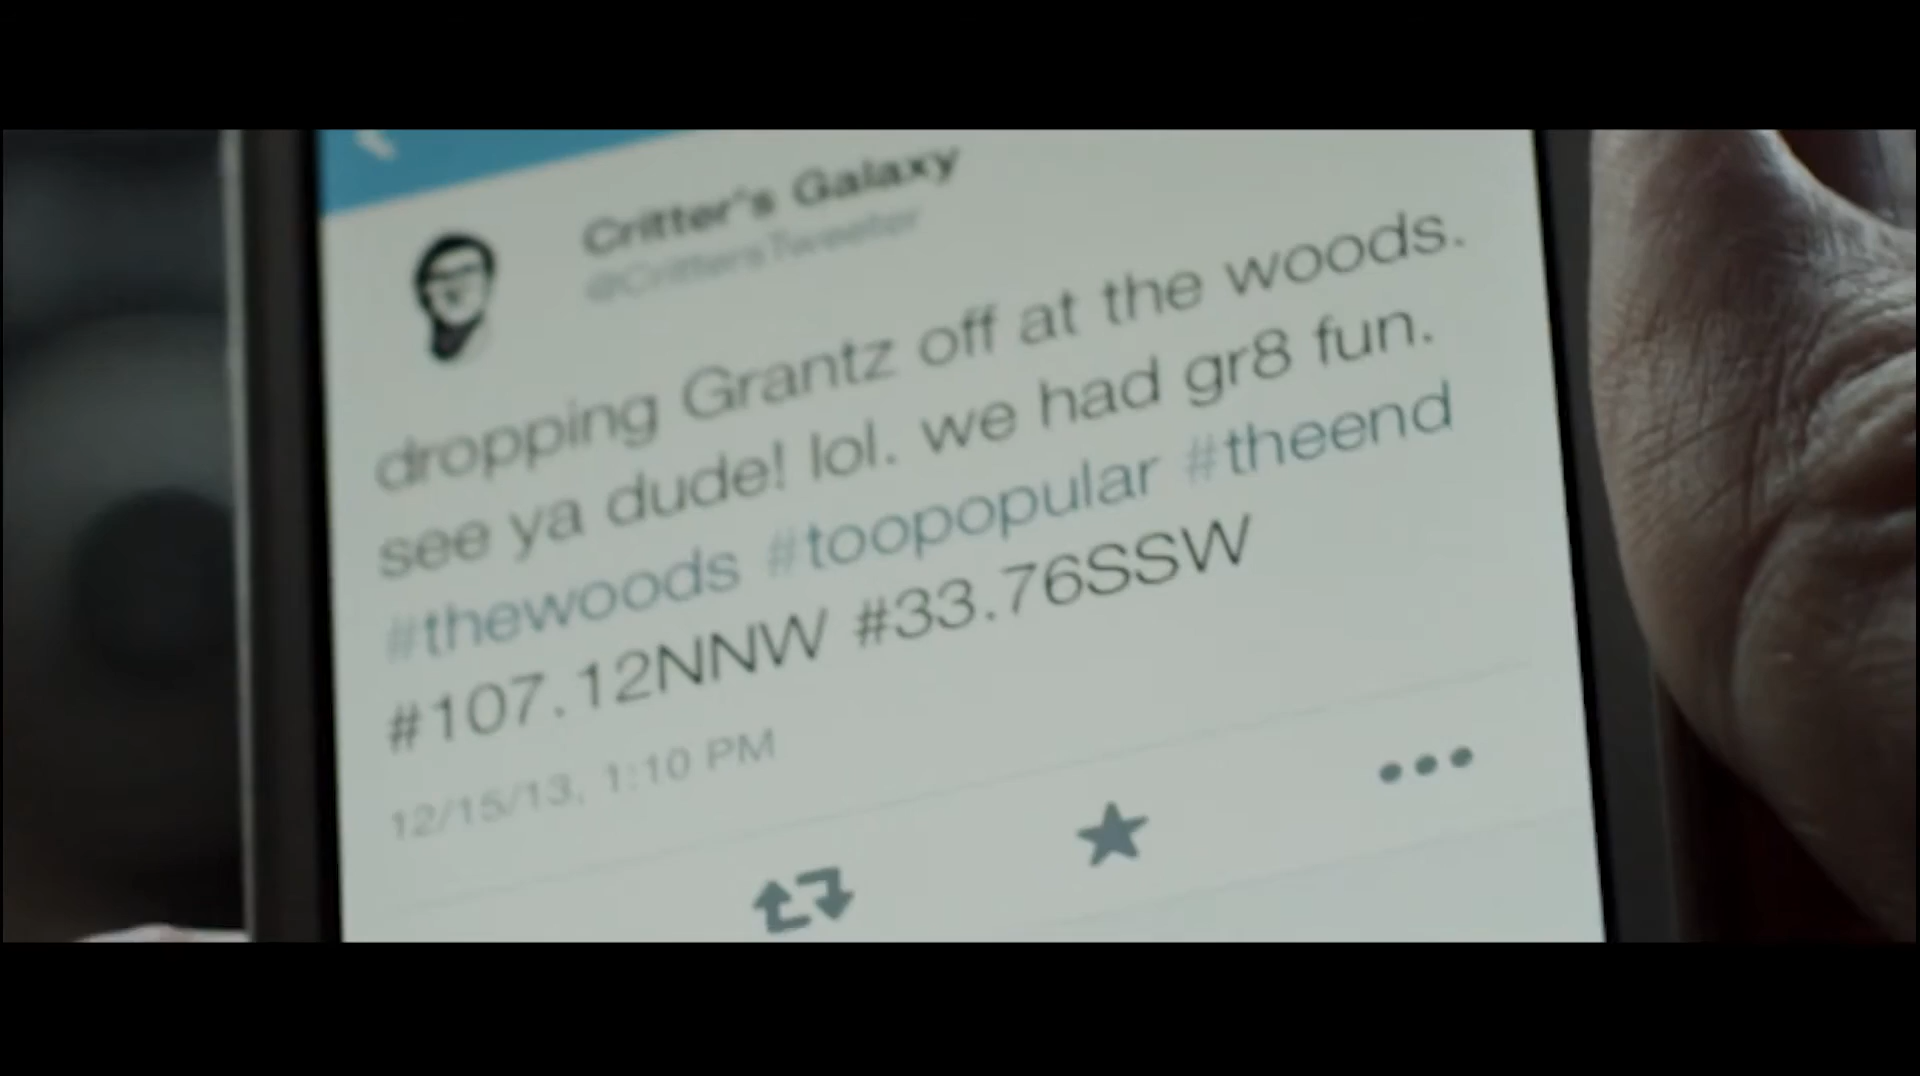 Critter's Galaxy
@CrittersTweeter
dropping Grantz off at the woods.
see ya dude! lol. we had gr8 fun.
#thewoods #toopopular #theend
#107.12NNW #33.76SSW
12/15/13, 1:10 PM